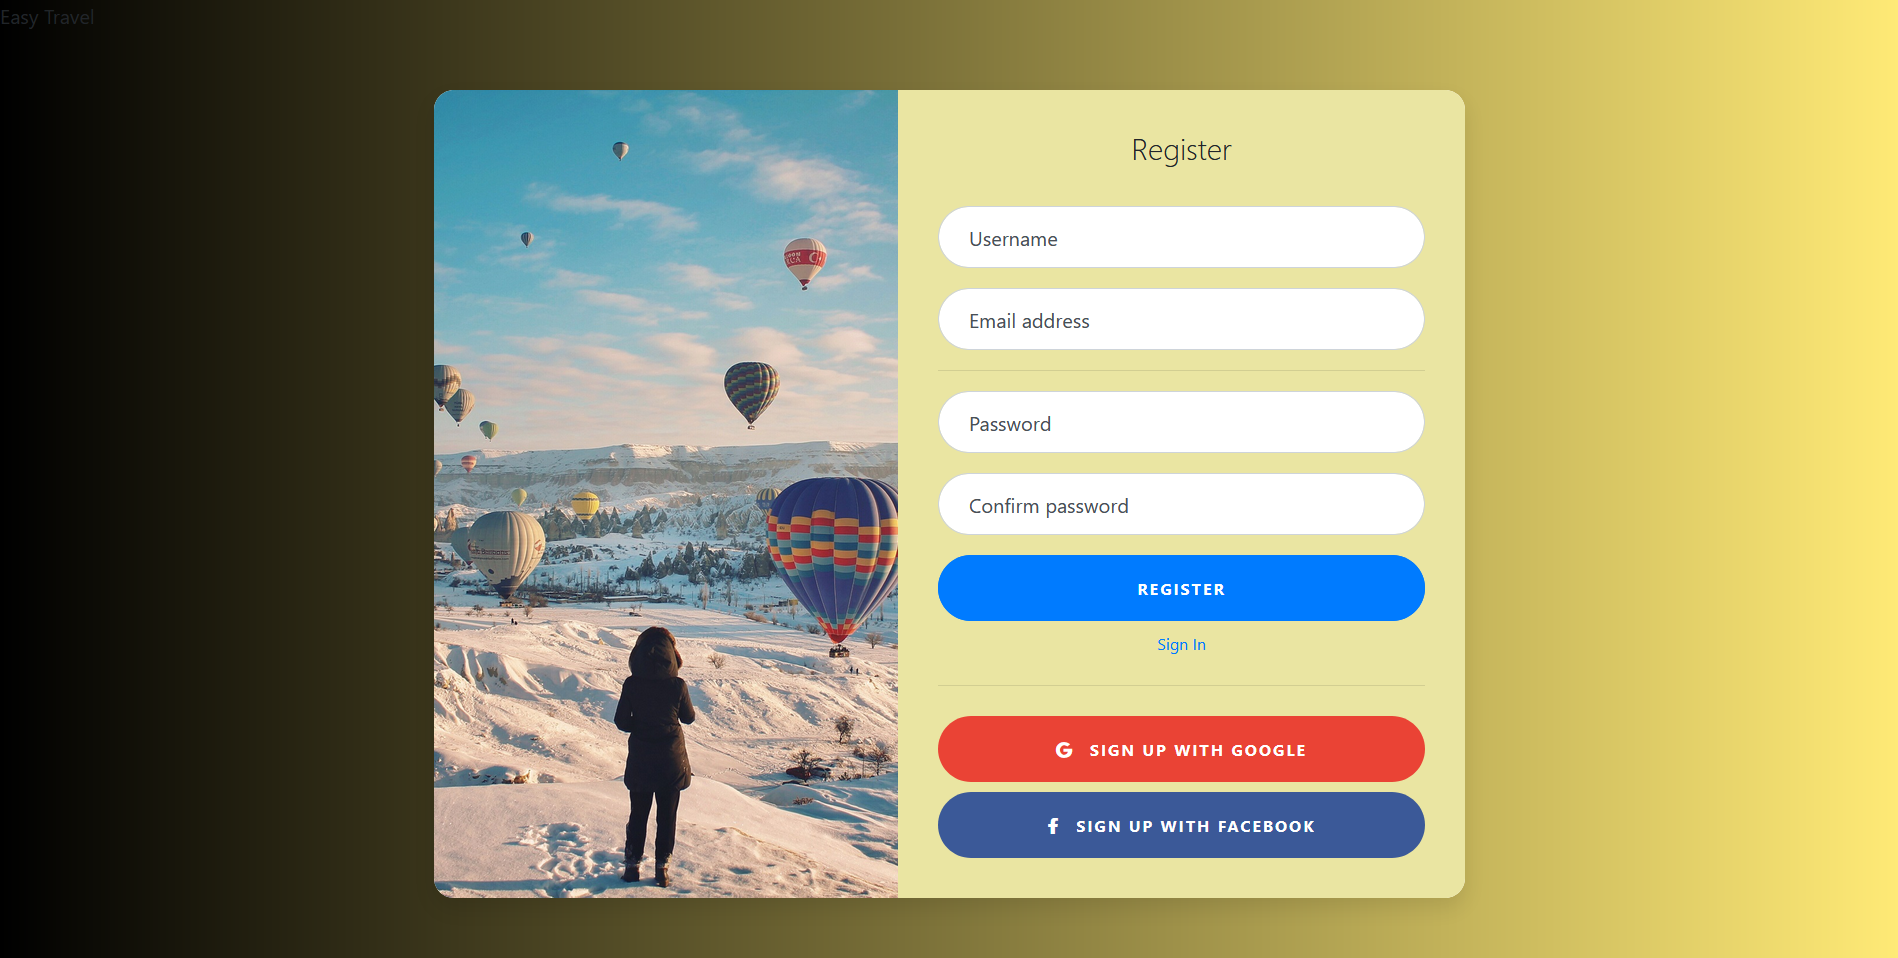 Easy Travel
Register
Username
Email address
Password
Confirm password
REGISTER
Sign In
SIGN UP WITH GOOGLE
SIGN UP WITH FACEBOOK